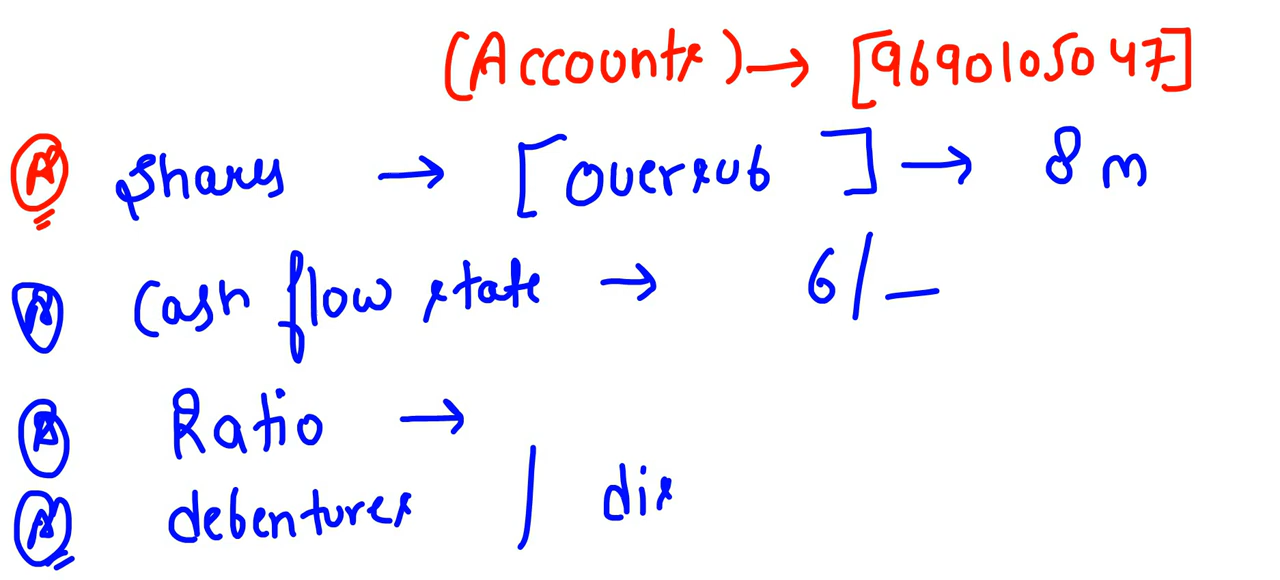 (Accounts) → [9690105047]
A shares → [oversub] → 8 m
A Cash flow state → 6/—
A Ratio →
A debentures / dis